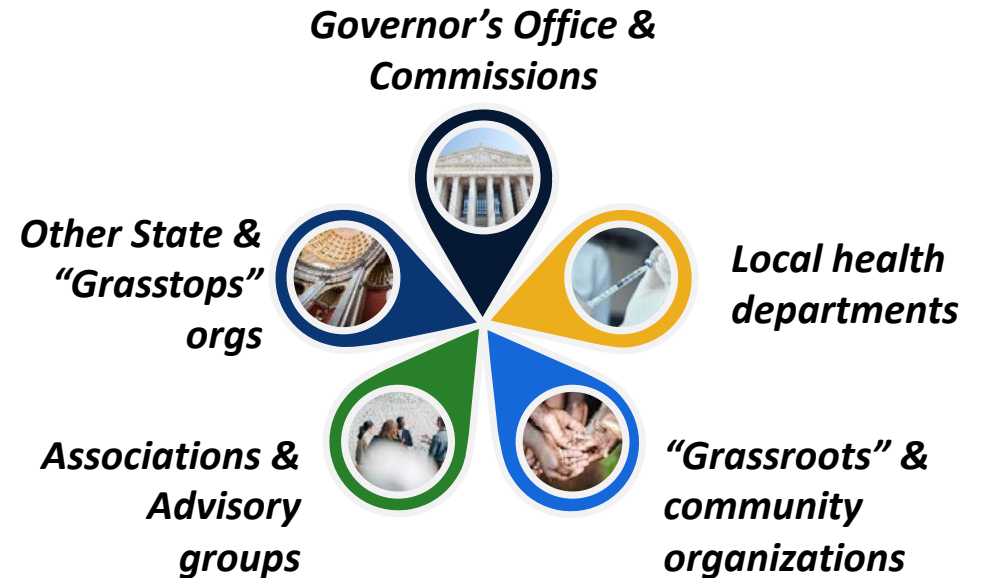 Governor’s Office &
Commissions
Other State &
“Grasstops”
orgs
Local health
departments
Associations &
Advisory
groups
“Grassroots” &
community
organizations